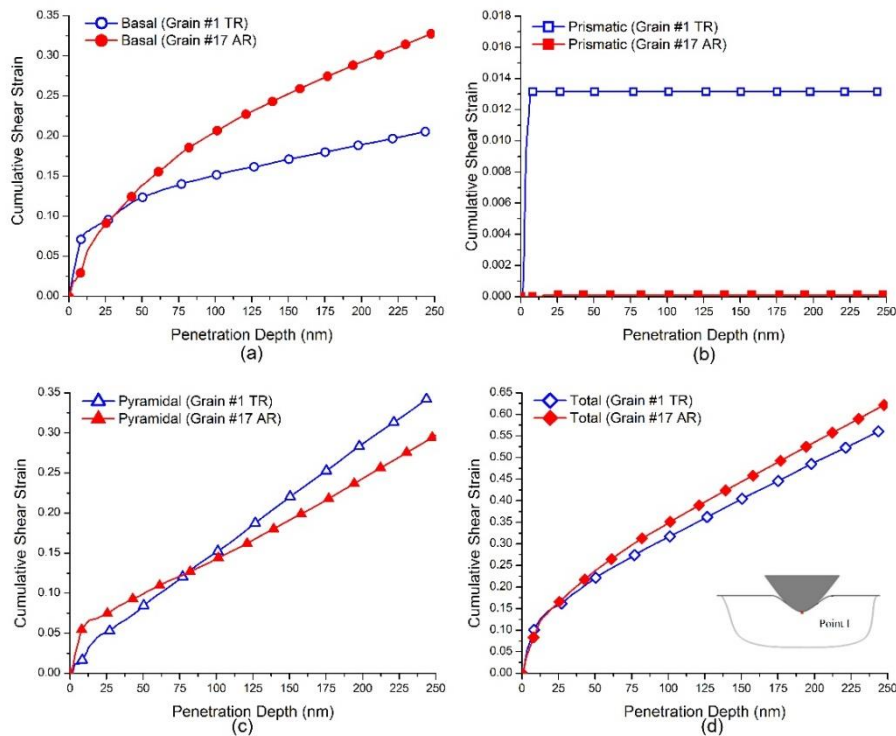 Basal (Grain #1 TR)
Basal (Grain #17 AR)
0.35
0.30
0.25
0.20
0.15
0.10
0.05
0.00
Cumulative Shear Strain
0 25 50 75 100 125 150 175 200 225 250
Penetration Depth (nm)
(a)
Prismatic (Grain #1 TR)
Prismatic (Grain #17 AR)
0.018
0.016
0.014
0.012
0.010
0.008
0.006
0.004
0.002
0.000
Cumulative Shear Strain
0 25 50 75 100 125 150 175 200 225 250
Penetration Depth (nm)
(b)
Pyramidal (Grain #1 TR)
Pyramidal (Grain #17 AR)
0.35
0.30
0.25
0.20
0.15
0.10
0.05
0.00
Cumulative Shear Strain
0 25 50 75 100 125 150 175 200 225 250
Penetration Depth (nm)
(c)
Total (Grain #1 TR)
Total (Grain #17 AR)
0.65
0.60
0.55
0.50
0.45
0.40
0.35
0.30
0.25
0.20
0.15
0.10
0.05
0.00
Cumulative Shear Strain
Point 1
0 25 50 75 100 125 150 175 200 225 250
Penetration Depth (nm)
(d)